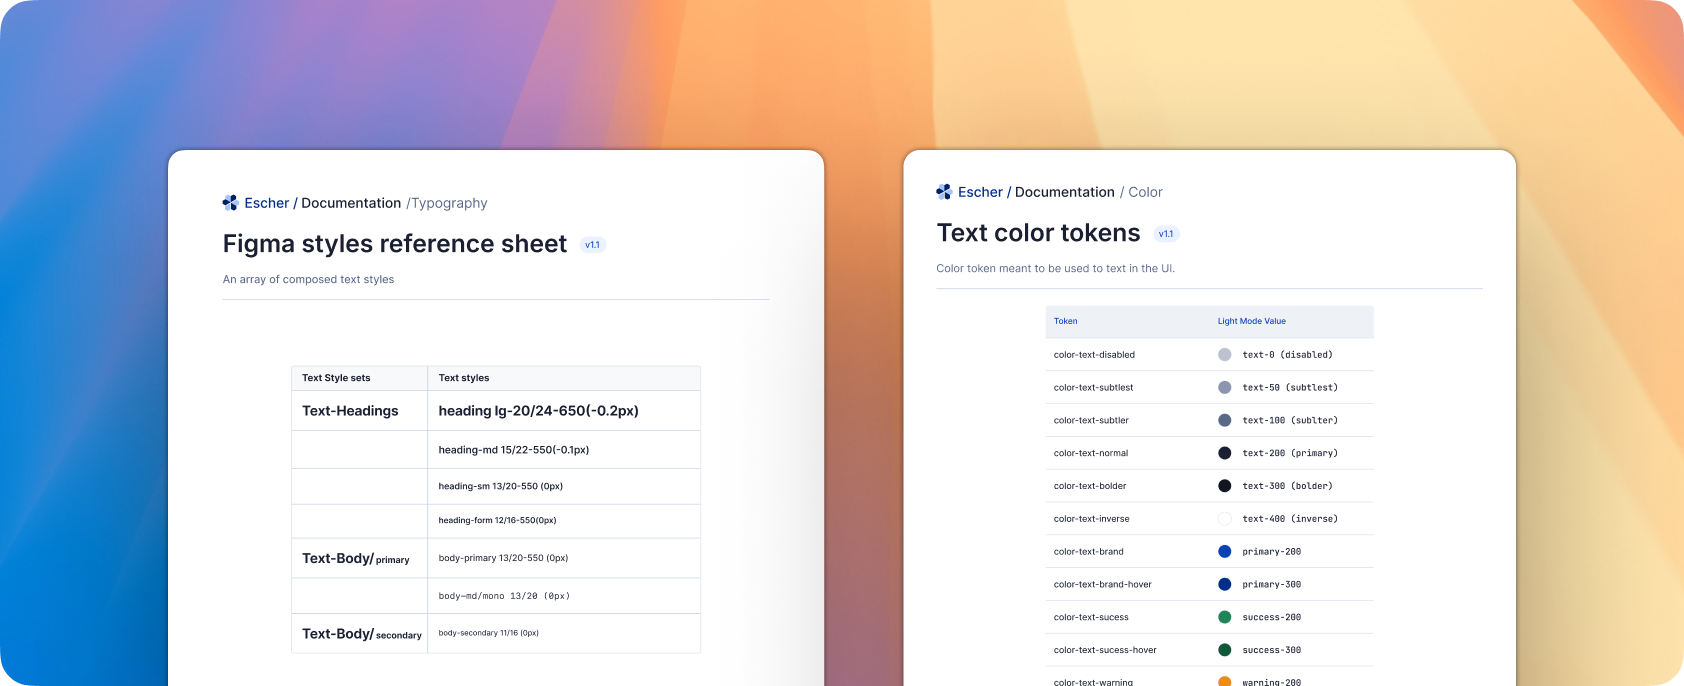 Escher / Documentation /Typography
Figma styles reference sheet v1.1
An array of composed text styles
Text Style sets Text styles
Text-Headings heading lg-20/24-650(-0.2px)
heading-md 15/22-550(-0.1px)
heading-sm 13/20-550 (0px)
heading-form 12/16-550(0px)
Text-Body/ primary body-primary 13/20-550 (0px)
body-md/mono 13/20 (0px)
Text-Body/ secondary body-secondary 11/16 (0px)
Escher / Documentation / Color
Text color tokens v1.1
Color token meant to be used to text in the UI.
Token Light Mode Value
color-text-disabled text-0 (disabled)
color-text-subtlest text-50 (subtlest)
color-text-subtler text-100 (sublter)
color-text-normal text-200 (primary)
color-text-bolder text-300 (bolder)
color-text-inverse text-400 (inverse)
color-text-brand primary-200
color-text-brand-hover primary-300
color-text-sucess success-200
color-text-sucess-hover success-300
color-text-warning warning-200